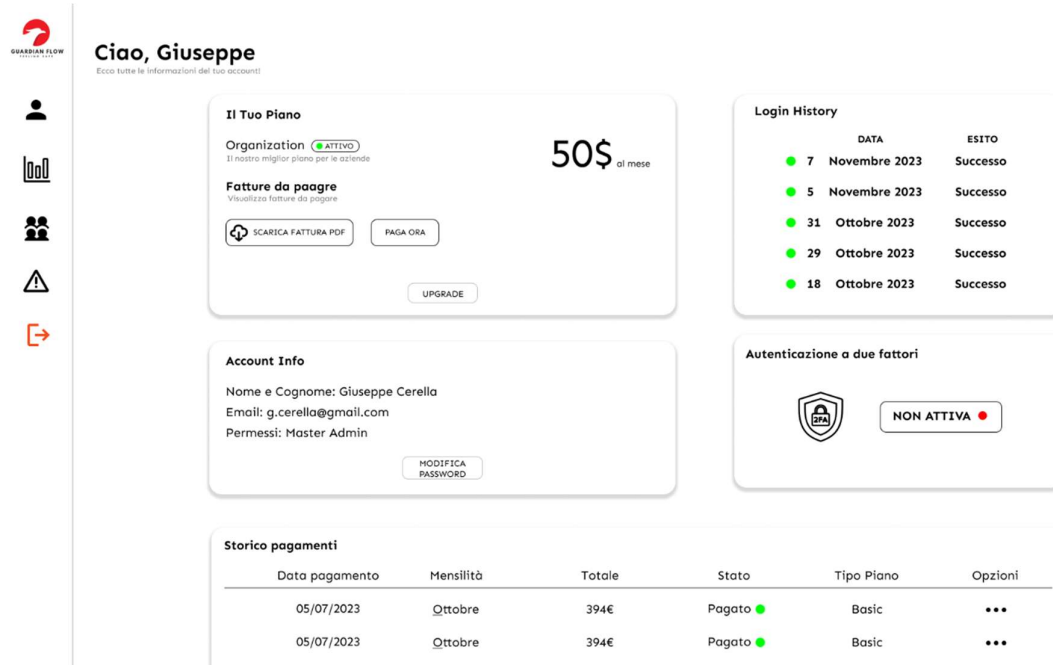 GUARDIAN FLOW
FEELING SAFE
Ciao, Giuseppe
Ecco tutte le informazioni del tuo account!
Il Tuo Piano
Organization ATTIVO
Il nostro miglior piano per le aziende
50$ al mese
Fatture da paagre
Visualizza fatture da pagare
SCARICA FATTURA PDF
PAGA ORA
UPGRADE
Login History
DATA ESITO
7 Novembre 2023 Successo
5 Novembre 2023 Successo
31 Ottobre 2023 Successo
29 Ottobre 2023 Successo
18 Ottobre 2023 Successo
Account Info
Nome e Cognome: Giuseppe Cerella
Email: g.cerella@gmail.com
Permessi: Master Admin
MODIFICA
PASSWORD
Autenticazione a due fattori
2FA
NON ATTIVA
Storico pagamenti
Data pagamento Mensilità Totale Stato Tipo Piano Opzioni
05/07/2023 Ottobre 394€ Pagato Basic •••
05/07/2023 Ottobre 394€ Pagato Basic •••